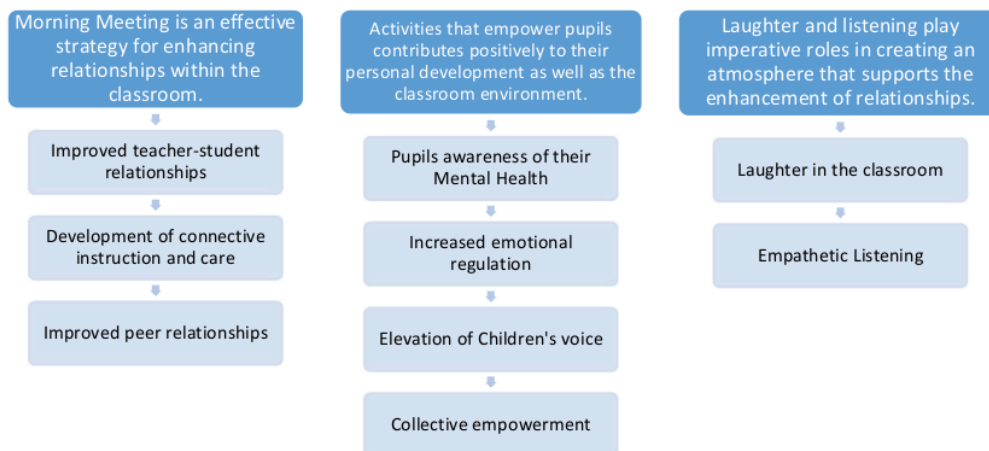 Morning Meeting is an effective
strategy for enhancing
relationships within the
classroom.
Improved teacher-student
relationships
Development of connective
instruction and care
Improved peer relationships
Activities that empower pupils
contributes positively to their
personal development as well as the
classroom environment.
Pupils awareness of their
Mental Health
Increased emotional
regulation
Elevation of Children's voice
Collective empowerment
Laughter and listening play
imperative roles in creating an
atmosphere that supports the
enhancement of relationships.
Laughter in the classroom
Empathetic Listening